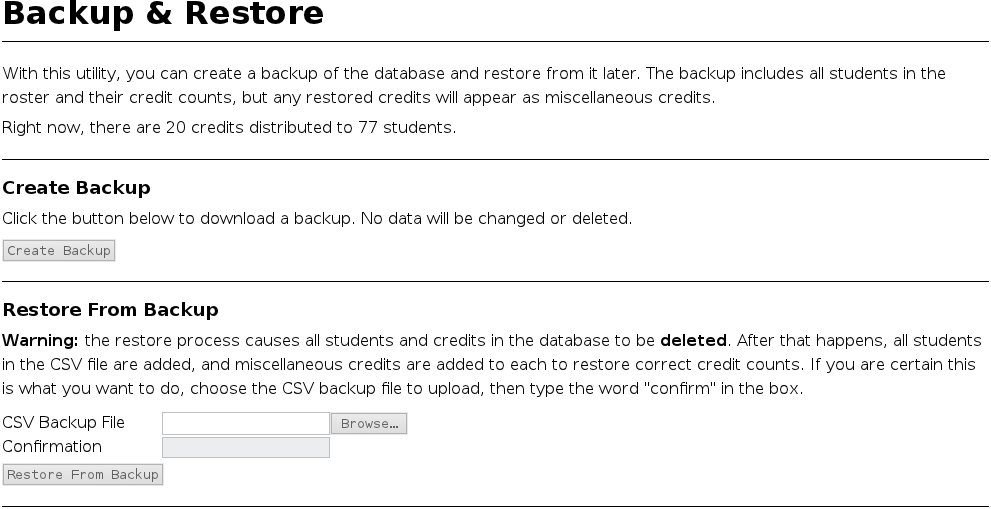 Backup & Restore
With this utility, you can create a backup of the database and restore from it later. The backup includes all students in the
roster and their credit counts, but any restored credits will appear as miscellaneous credits.
Right now, there are 20 credits distributed to 77 students.
Create Backup
Click the button below to download a backup. No data will be changed or deleted.
Create Backup
Restore From Backup
Warning: the restore process causes all students and credits in the database to be deleted. After that happens, all students
in the CSV file are added, and miscellaneous credits are added to each to restore correct credit counts. If you are certain this
is what you want to do, choose the CSV backup file to upload, then type the word "confirm" in the box.
CSV Backup File Browse…
Confirmation
Restore From Backup